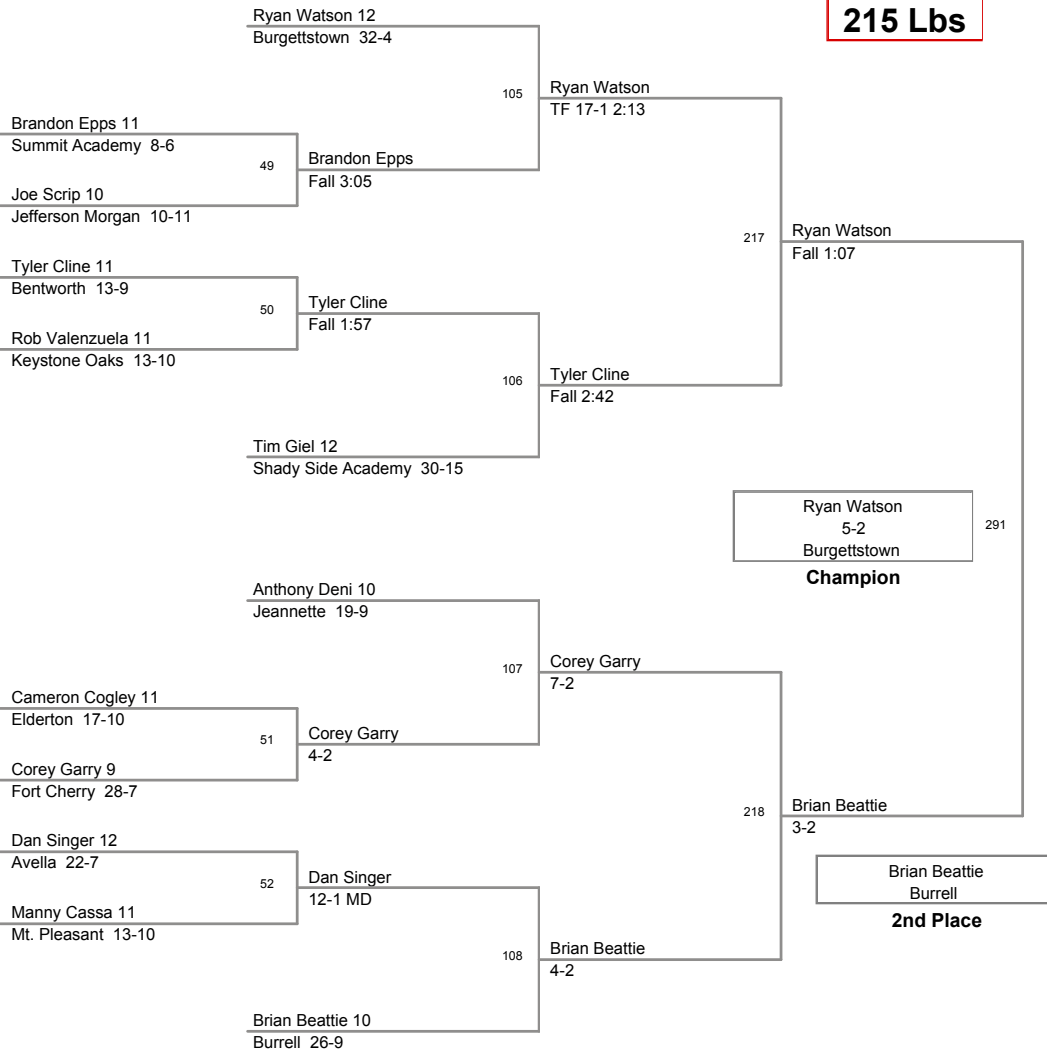 215 Lbs
Ryan Watson 12
Burgettstown 32-4
105
Ryan Watson
TF 17-1 2:13
Brandon Epps 11
Summit Academy 8-6
49
Brandon Epps
Fall 3:05
Joe Scrip 10
Jefferson Morgan 10-11
217
Ryan Watson
Fall 1:07
Tyler Cline 11
Bentworth 13-9
50
Tyler Cline
Fall 1:57
Rob Valenzuela 11
Keystone Oaks 13-10
106
Tyler Cline
Fall 2:42
Tim Giel 12
Shady Side Academy 30-15
Ryan Watson
5-2
Burgettstown
291
Champion
Anthony Deni 10
Jeannette 19-9
107
Corey Garry
7-2
Cameron Cogley 11
Elderton 17-10
51
Corey Garry
4-2
Corey Garry 9
Fort Cherry 28-7
218
Brian Beattie
3-2
Dan Singer 12
Avella 22-7
52
Dan Singer
12-1 MD
Brian Beattie
Burrell
2nd Place
Manny Cassa 11
Mt. Pleasant 13-10
108
Brian Beattie
4-2
Brian Beattie 10
Burrell 26-9